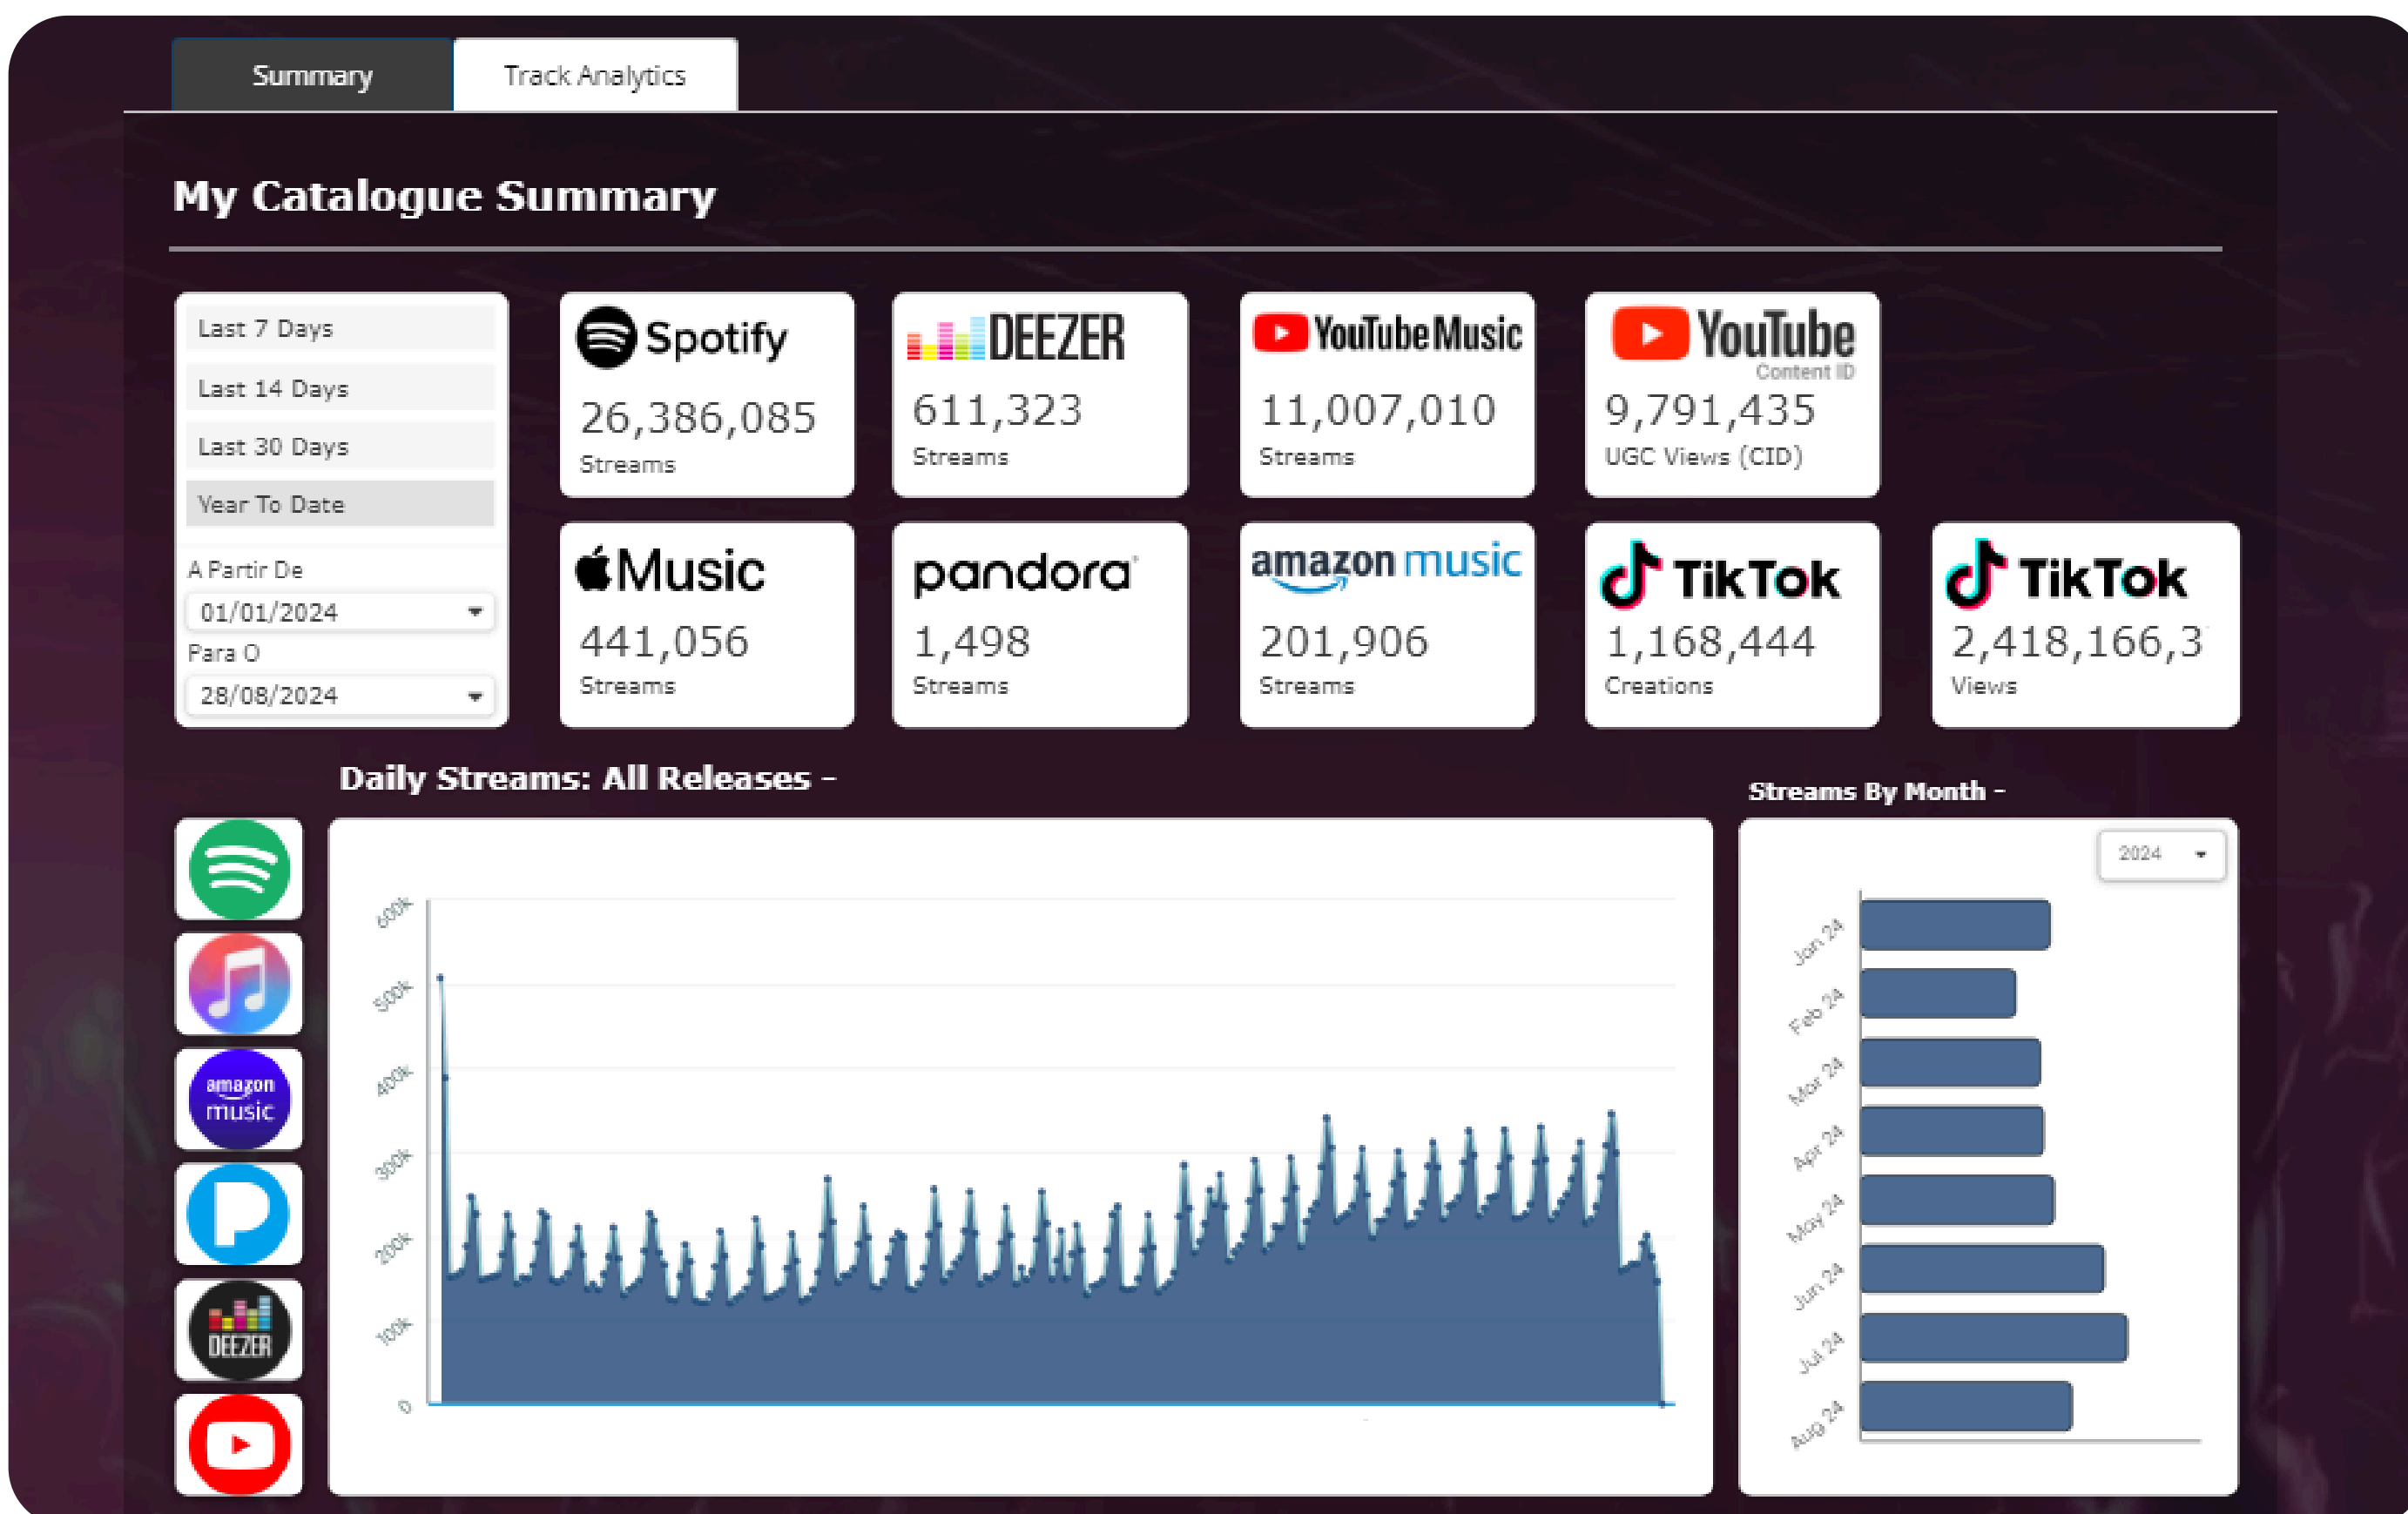 Summary
Track Analytics
My Catalogue Summary
Last 7 Days
Last 14 Days
Last 30 Days
Year To Date
A Partir De
01/01/2024
Para O
28/08/2024
Spotify
26,386,085
Streams
DEEZER
611,323
Streams
YouTube Music
11,007,010
Streams
YouTube
Content ID
9,791,435
UGC Views (CID)
Music
441,056
Streams
pandora
1,498
Streams
amazon music
201,906
Streams
TikTok
1,168,444
Creations
TikTok
2,418,166,3
Views
Daily Streams: All Releases -
amazon
music
DEEZER
600k
500k
400k
300k
200k
100k
0
Streams By Month -
2024
Jan 24
Feb 24
Mar 24
Apr 24
May 24
Jun 24
Jul 24
Aug 24